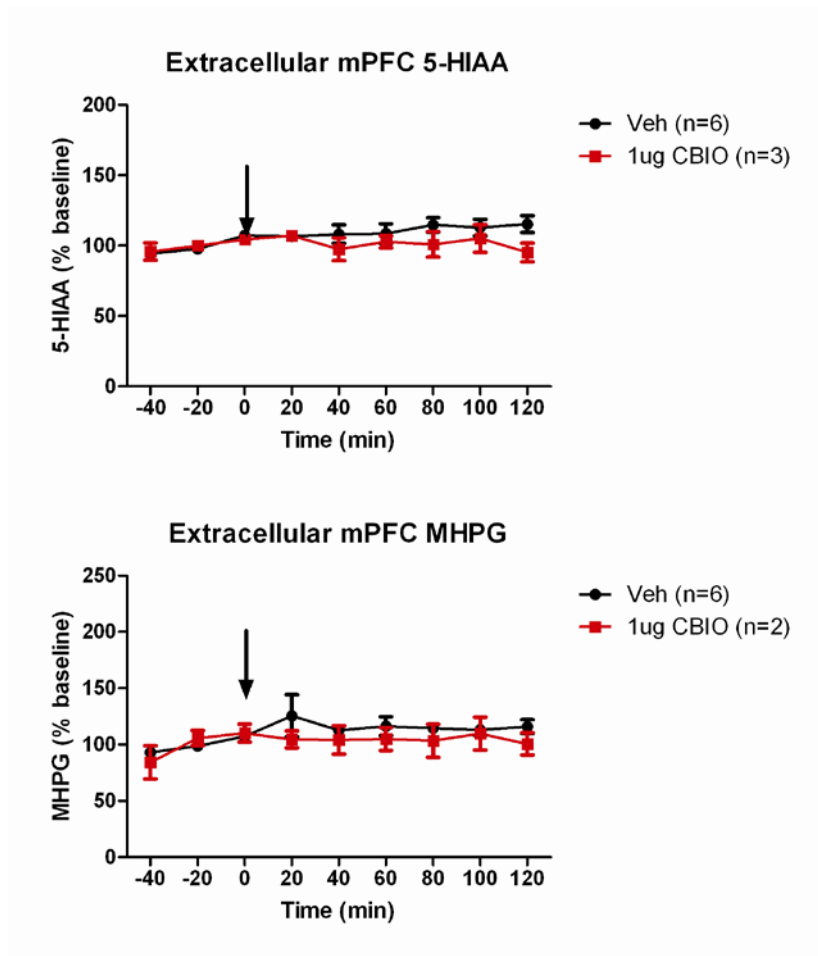 Extracellular mPFC 5-HIAA
200
150
100
50
0
5-HIAA (% baseline)
-40 -20 0 20 40 60 80 100 120
Time (min)
Veh (n=6)
1ug CBIO (n=3)
Extracellular mPFC MHPG
250
200
150
100
50
0
MHPG (% baseline)
-40 -20 0 20 40 60 80 100 120
Time (min)
Veh (n=6)
1ug CBIO (n=2)